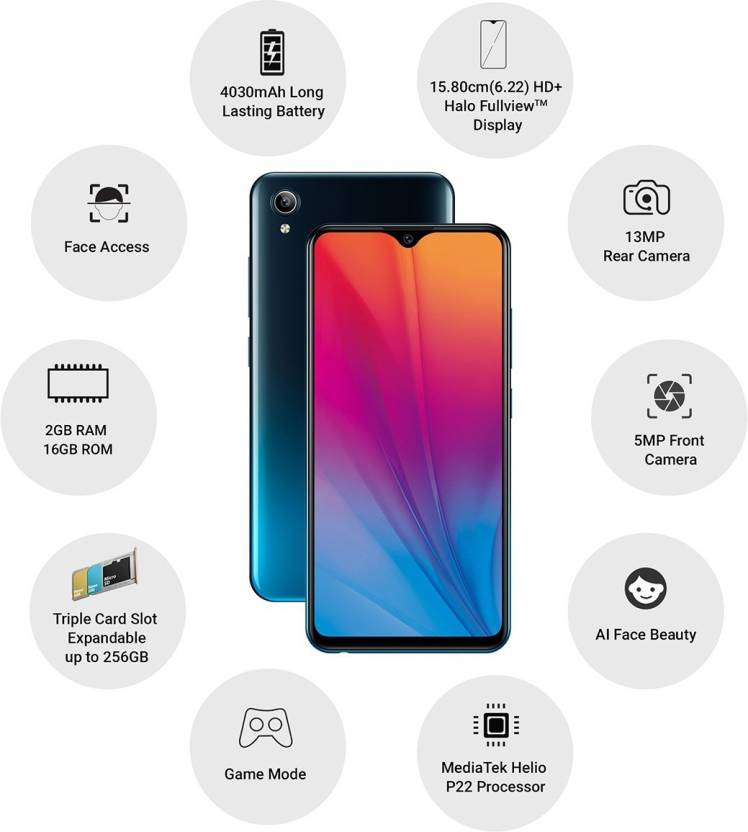 4030mAh Long
Lasting Battery
15.80cm(6.22) HD+
Halo Fullview™
Display
Face Access
13MP
Rear Camera
2GB RAM
16GB ROM
5MP Front
Camera
Micro
SD
Triple Card Slot
Expandable
up to 256GB
AI Face Beauty
Game Mode
MediaTek Helio
P22 Processor